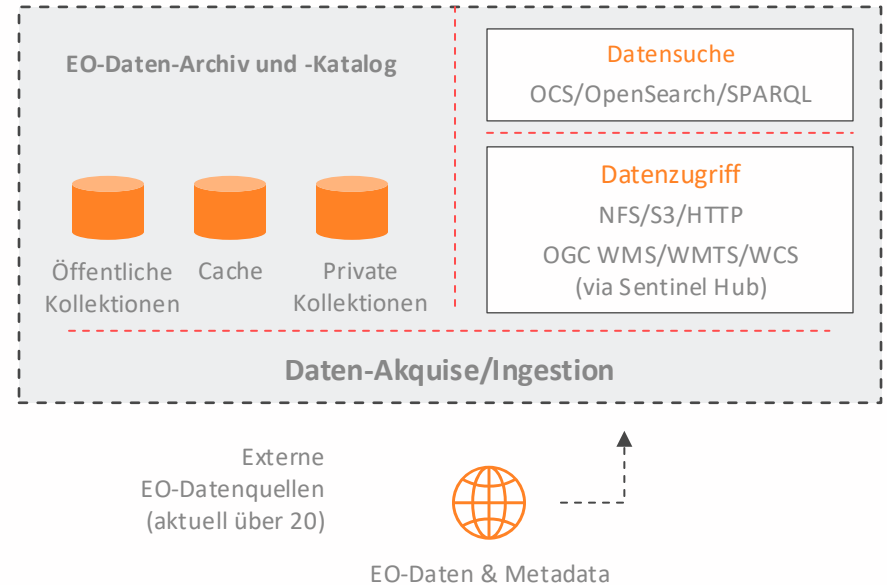 EO-Daten-Archiv und -Katalog
Öffentliche
Kollektionen
Cache
Private
Kollektionen
Datensuche
OCS/OpenSearch/SPARQL
Datenzugriff
NFS/S3/HTTP
OGC WMS/WMTS/WCS
(via Sentinel Hub)
Daten-Akquise/Ingestion
Externe
EO-Datenquellen
(aktuell über 20)
EO-Daten & Metadata